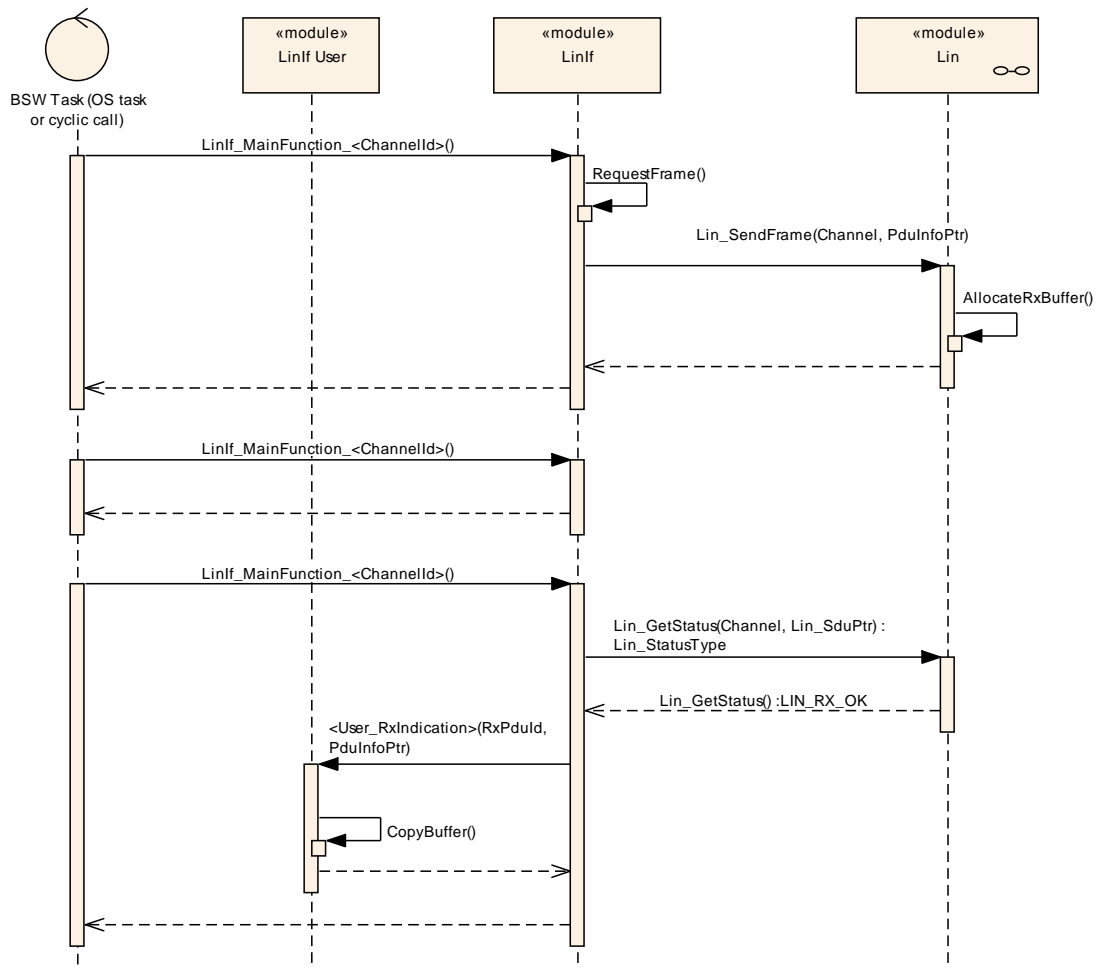 «module»
LinIf User
«module»
LinIf
«module»
Lin
BSW Task (OS task
or cyclic call)
LinIf_MainFunction_<ChannelId>()
RequestFrame()
Lin_SendFrame(Channel, PduInfoPtr)
AllocateRxBuffer()
LinIf_MainFunction_<ChannelId>()
LinIf_MainFunction_<ChannelId>()
Lin_GetStatus(Channel, Lin_SduPtr) :
Lin_StatusType
Lin_GetStatus() :LIN_RX_OK
<User_RxIndication>(RxPduId,
PduInfoPtr)
CopyBuffer()